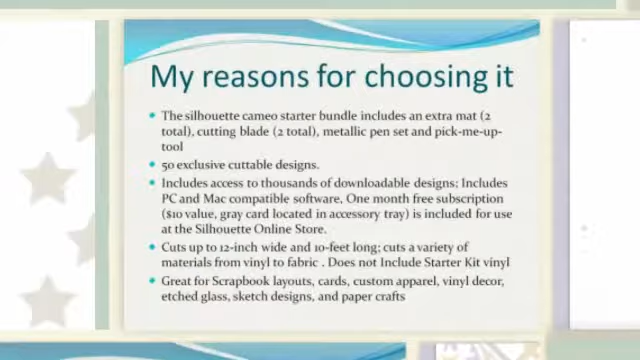 My reasons for choosing it
The silhouette cameo starter bundle includes an extra mat (2
total), cutting blade (2 total), metallic pen set and pick-me-up-
tool
50 exclusive cuttable designs.
Includes access to thousands of downloadable designs; Includes
PC and Mac compatible software. One month free subscription
($10 value, gray card located in accessory tray) is included for use
at the Silhouette Online Store.
Cuts up to 12-inch wide and 10-feet long; cuts a variety of
materials from vinyl to fabric . Does not Include Starter Kit vinyl
Great for Scrapbook layouts, cards, custom apparel, vinyl decor,
etched glass, sketch designs, and paper crafts